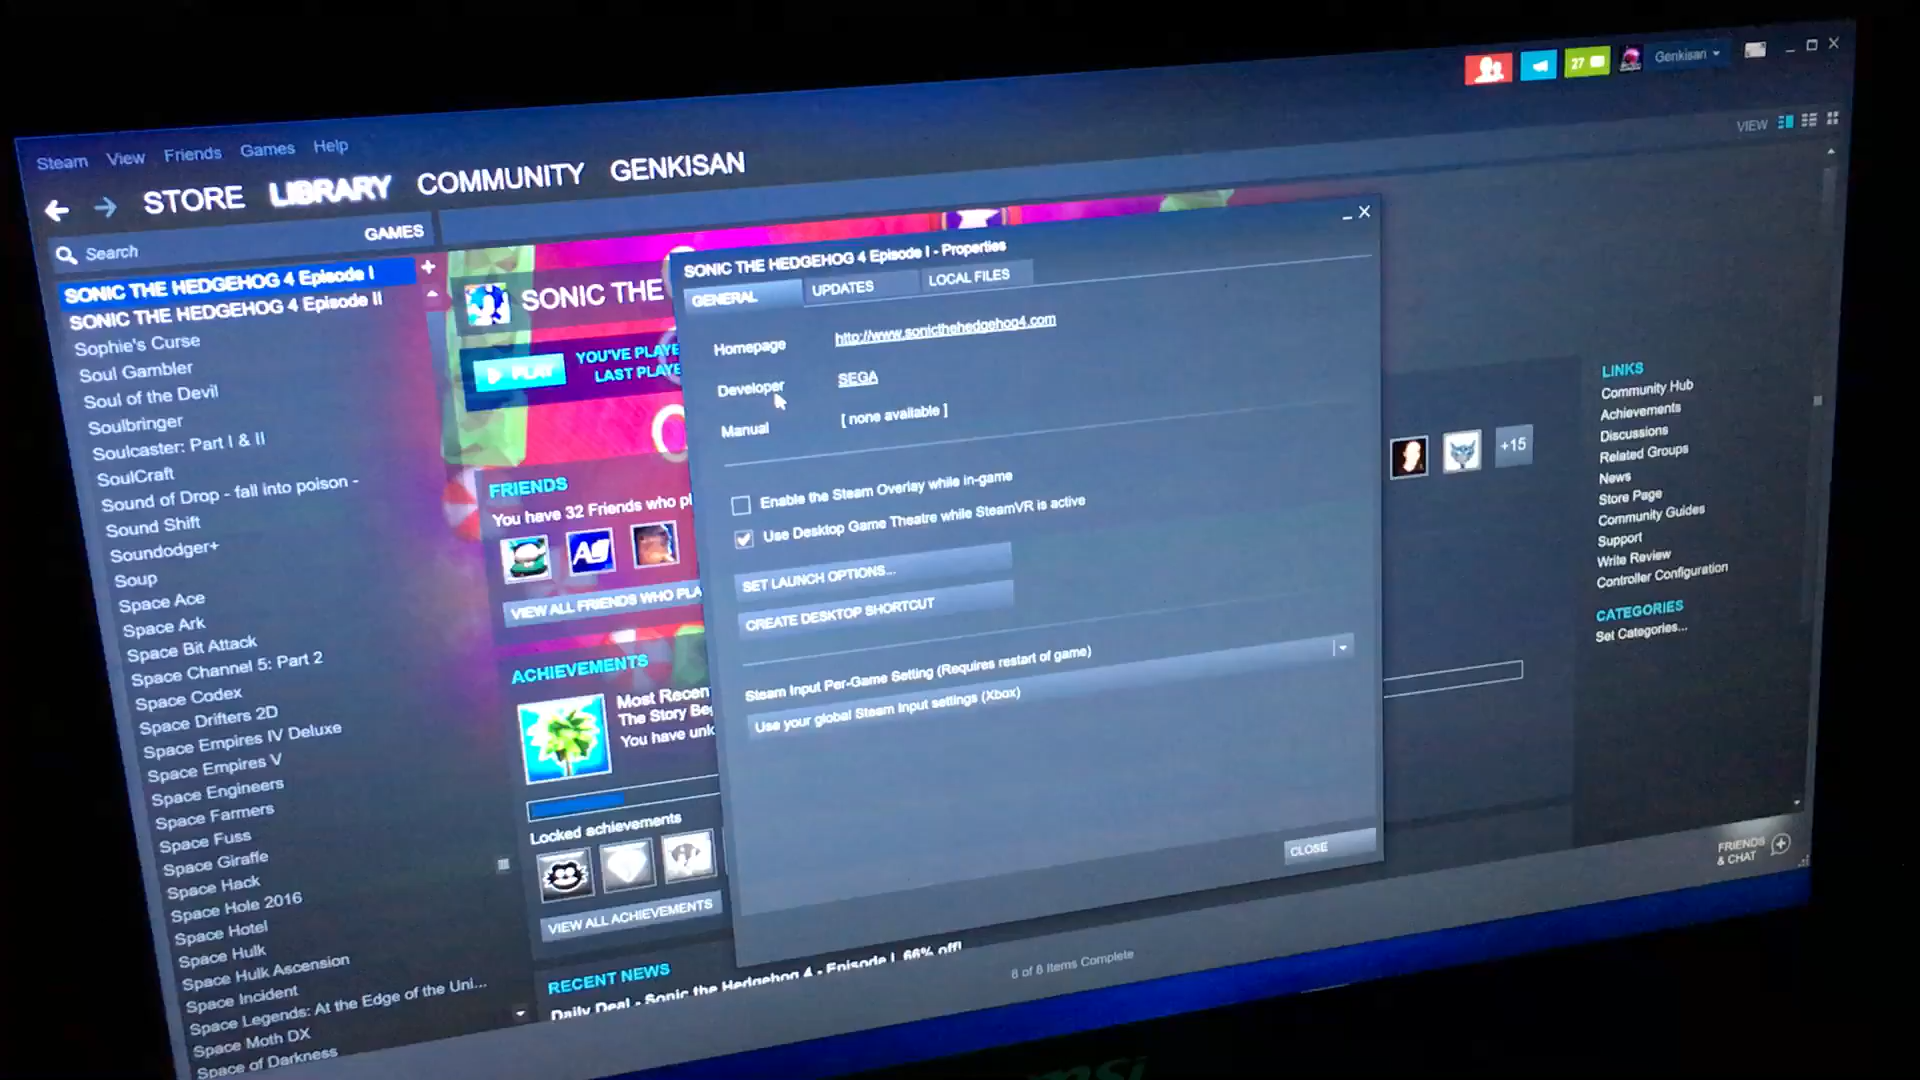 27
Genkisan
Steam View Friends Games Help
VIEW
STORE LIBRARY COMMUNITY GENKISAN
Search GAMES
SONIC THE HEDGEHOG 4 Episode I
SONIC THE HEDGEHOG 4 Episode II
Sophie's Curse
Soul Gambler
Soul of the Devil
Soulbringer
Soulcaster: Part I & II
SoulCraft
Sound of Drop - fall into poison -
Sound Shift
Soundodger+
Soup
Space Ace
Space Ark
Space Bit Attack
Space Channel 5: Part 2
Space Codex
Space Drifters 2D
Space Empires IV Deluxe
Space Empires V
Space Engineers
Space Farmers
Space Fuss
Space Giraffe
Space Hack
Space Hole 2016
Space Hotel
Space Hulk
Space Hulk Ascension
Space Incident
Space Legends: At the Edge of the Uni...
Space Moth DX
Space of Darkness
SONIC THE
PLAY
YOU'VE PLAYE
LAST PLAYE
FRIENDS
You have 32 Friends who pl
VIEW ALL FRIENDS WHO PLA
ACHIEVEMENTS
Most Recen
The Story Be
You have unl
Locked achievements
VIEW ALL ACHIEVEMENTS
RECENT NEWS
Daily Deal - Sonic the Hedgehog 4 - Episode I, 66% off!
SONIC THE HEDGEHOG 4 Episode I - Properties
GENERAL UPDATES LOCAL FILES
Homepage http://www.sonicthehedgehog4.com
Developer SEGA
Manual [ none available ]
Enable the Steam Overlay while in-game
Use Desktop Game Theatre while SteamVR is active
SET LAUNCH OPTIONS...
CREATE DESKTOP SHORTCUT
Steam Input Per-Game Setting (Requires restart of game)
Use your global Steam Input settings (Xbox)
CLOSE
+15
LINKS
Community Hub
Achievements
Discussions
Related Groups
News
Store Page
Community Guides
Support
Write Review
Controller Configuration
CATEGORIES
Set Categories...
8 of 8 Items Complete
FRIENDS
& CHAT
msi